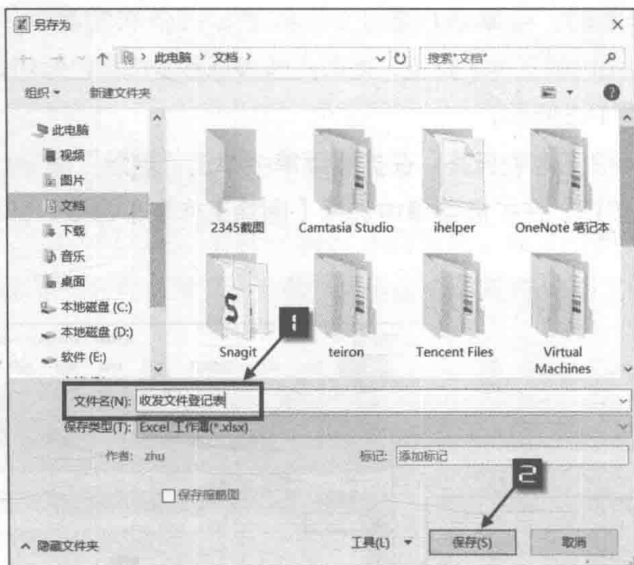 另存为
此电脑 > 文档 >
搜索"文档"
组织
新建文件夹
此电脑
视频
图片
文档
下载
音乐
桌面
本地磁盘 (C:)
本地磁盘 (D:)
软件 (E:)
2345截图
Camtasia Studio
ihelper
OneNote 笔记本
Snagit
teiron
Tencent Files
Virtual Machines
1
文件名(N): 收发文件登记表
保存类型(T): Excel 工作簿(*.xlsx)
作者: zhu
标记: 添加标记
2
保存缩略图
隐藏文件夹
工具(L)
保存(S)
取消